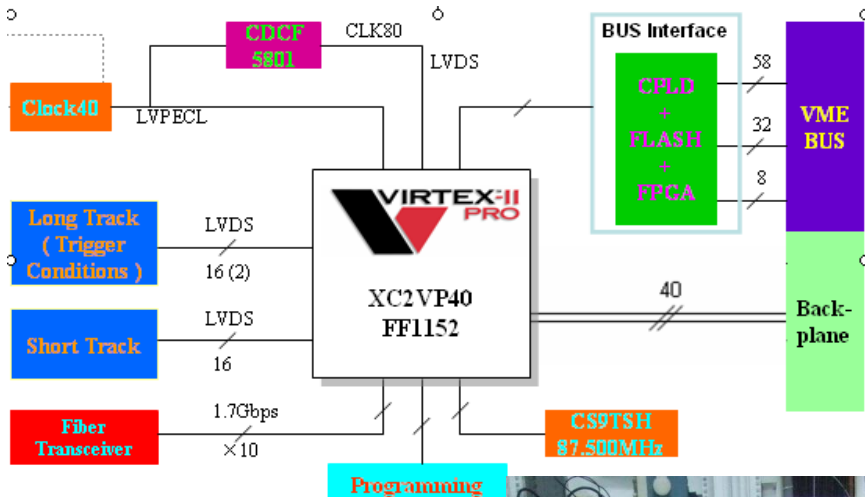 CDCF
5801
CLK80
LVDS
Clock40
LVPECL
BUS Interface
CPLD
+
FLASH
+
FPGA
58
32
8
VME
BUS
VIRTEX-II
PRO
XC2VP40
FF1152
Long Track
( Trigger
Conditions )
LVDS
16 (2)
Short Track
LVDS
16
40
Back-
plane
Fiber
Transceiver
1.7Gbps
×10
CS9TSH
87.500MHz
Programming